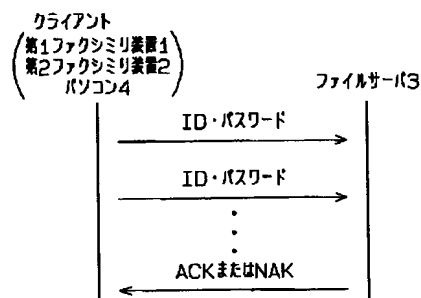 クライアント
第1ファクシミリ装置1
第2ファクシミリ装置2
パソコン4
ファイルサーバ3
ID・パスワード
ID・パスワード
ACKまたはNAK